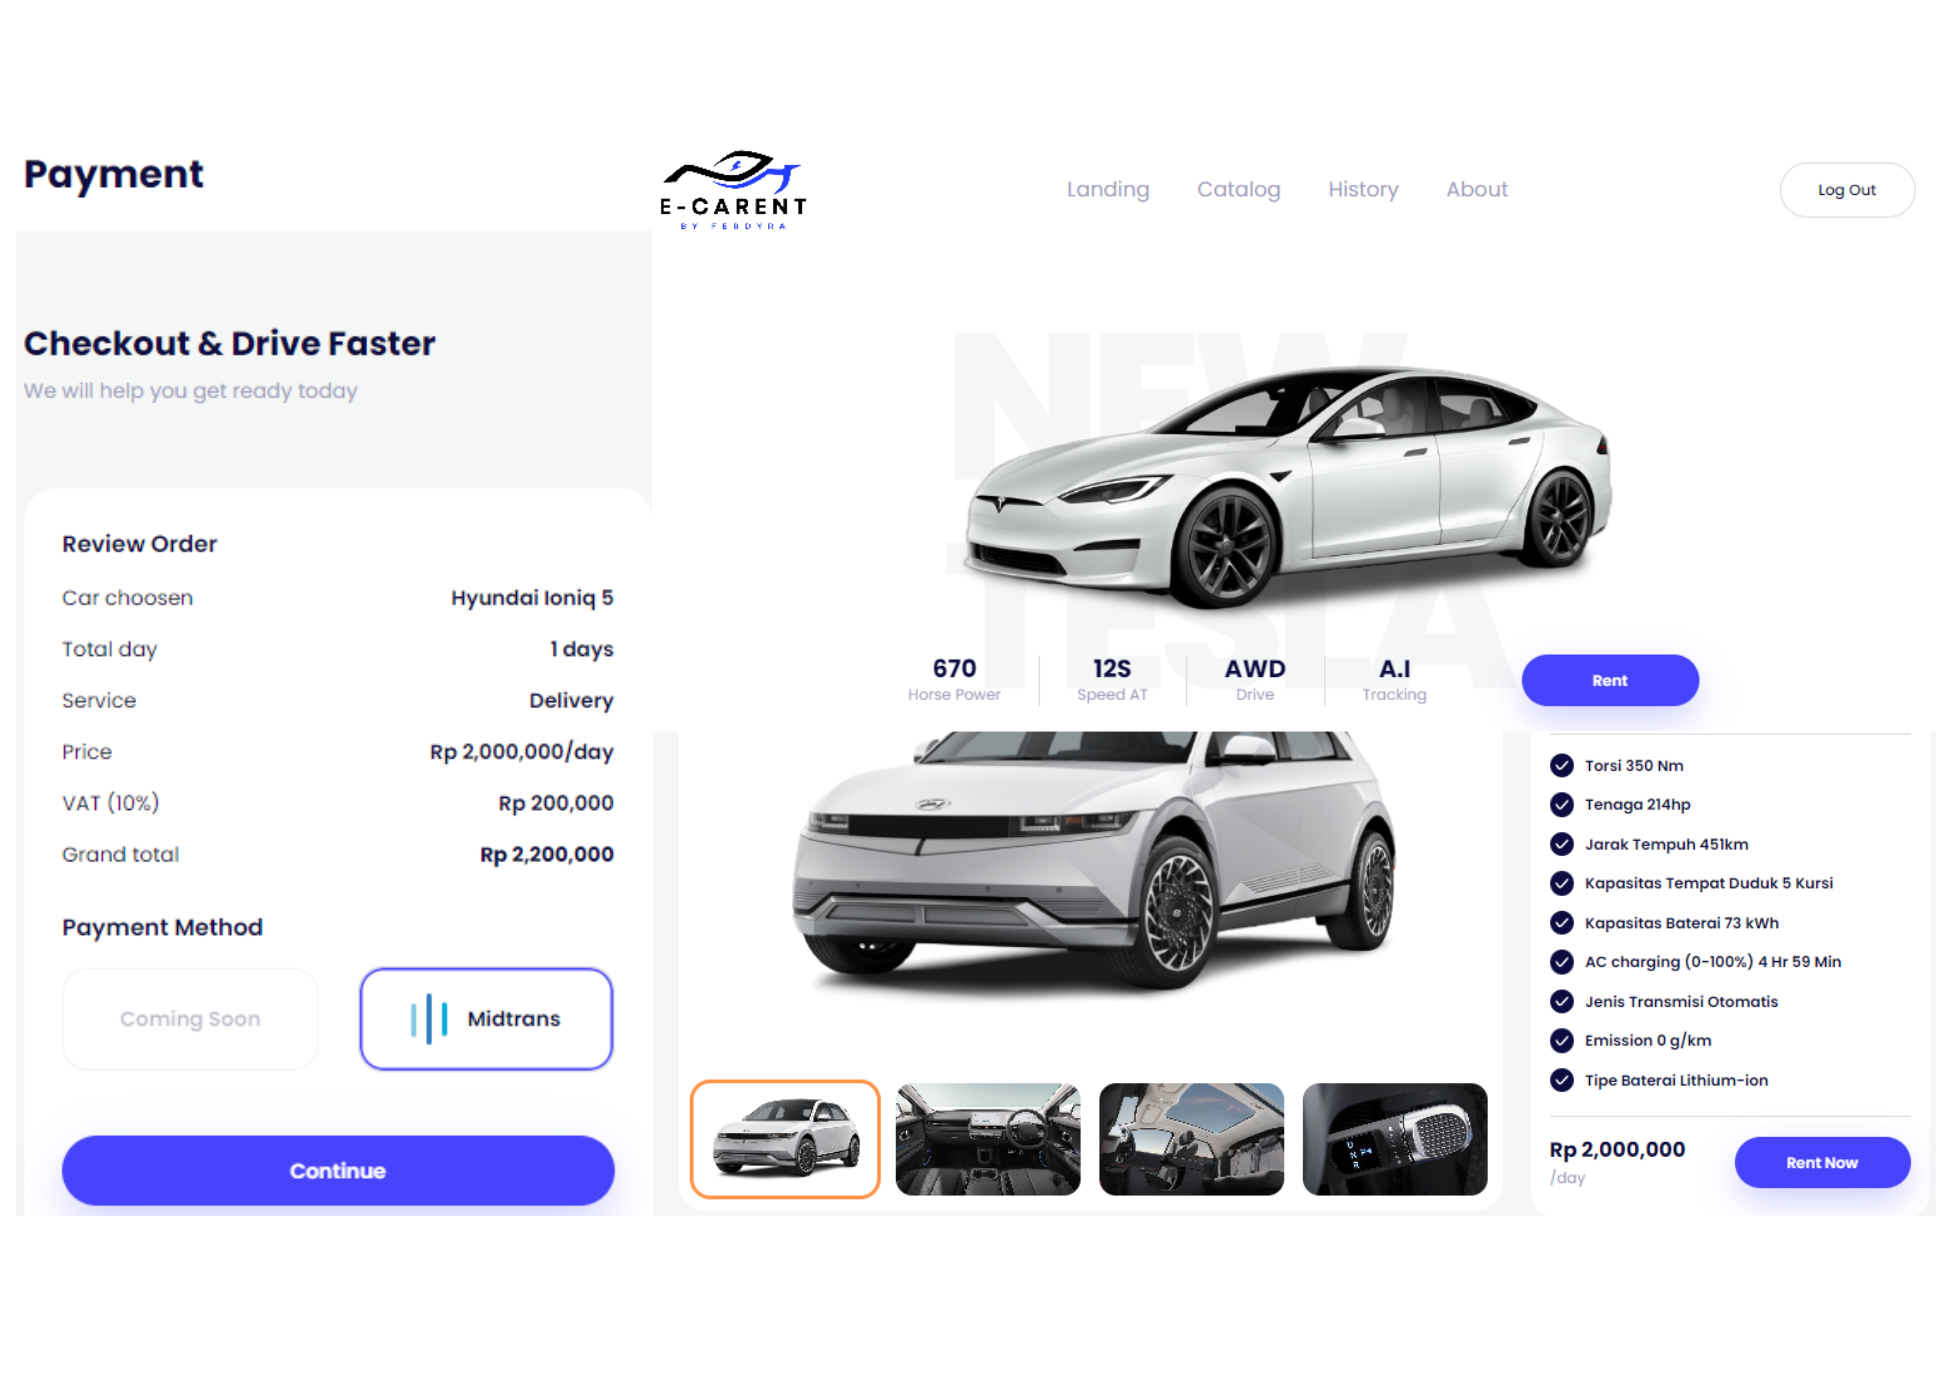 Payment
Checkout & Drive Faster
We will help you get ready today
Review Order
Car choosen Hyundai Ioniq 5
Total day 1 days
Service Delivery
Price Rp 2,000,000/day
VAT (10%) Rp 200,000
Grand total Rp 2,200,000
Payment Method
Coming Soon Midtrans
Continue
E-CARENT
BY FERDYRA
Landing Catalog History About Log Out
NEW
TESLA
670 12S AWD A.I
Horse Power Speed AT Drive Tracking
Rent
Torsi 350 Nm
Tenaga 214hp
Jarak Tempuh 451km
Kapasitas Tempat Duduk 5 Kursi
Kapasitas Baterai 73 kWh
AC charging (0-100%) 4 Hr 59 Min
Jenis Transmisi Otomatis
Emission 0 g/km
Tipe Baterai Lithium-ion
Rp 2,000,000
/day
Rent Now